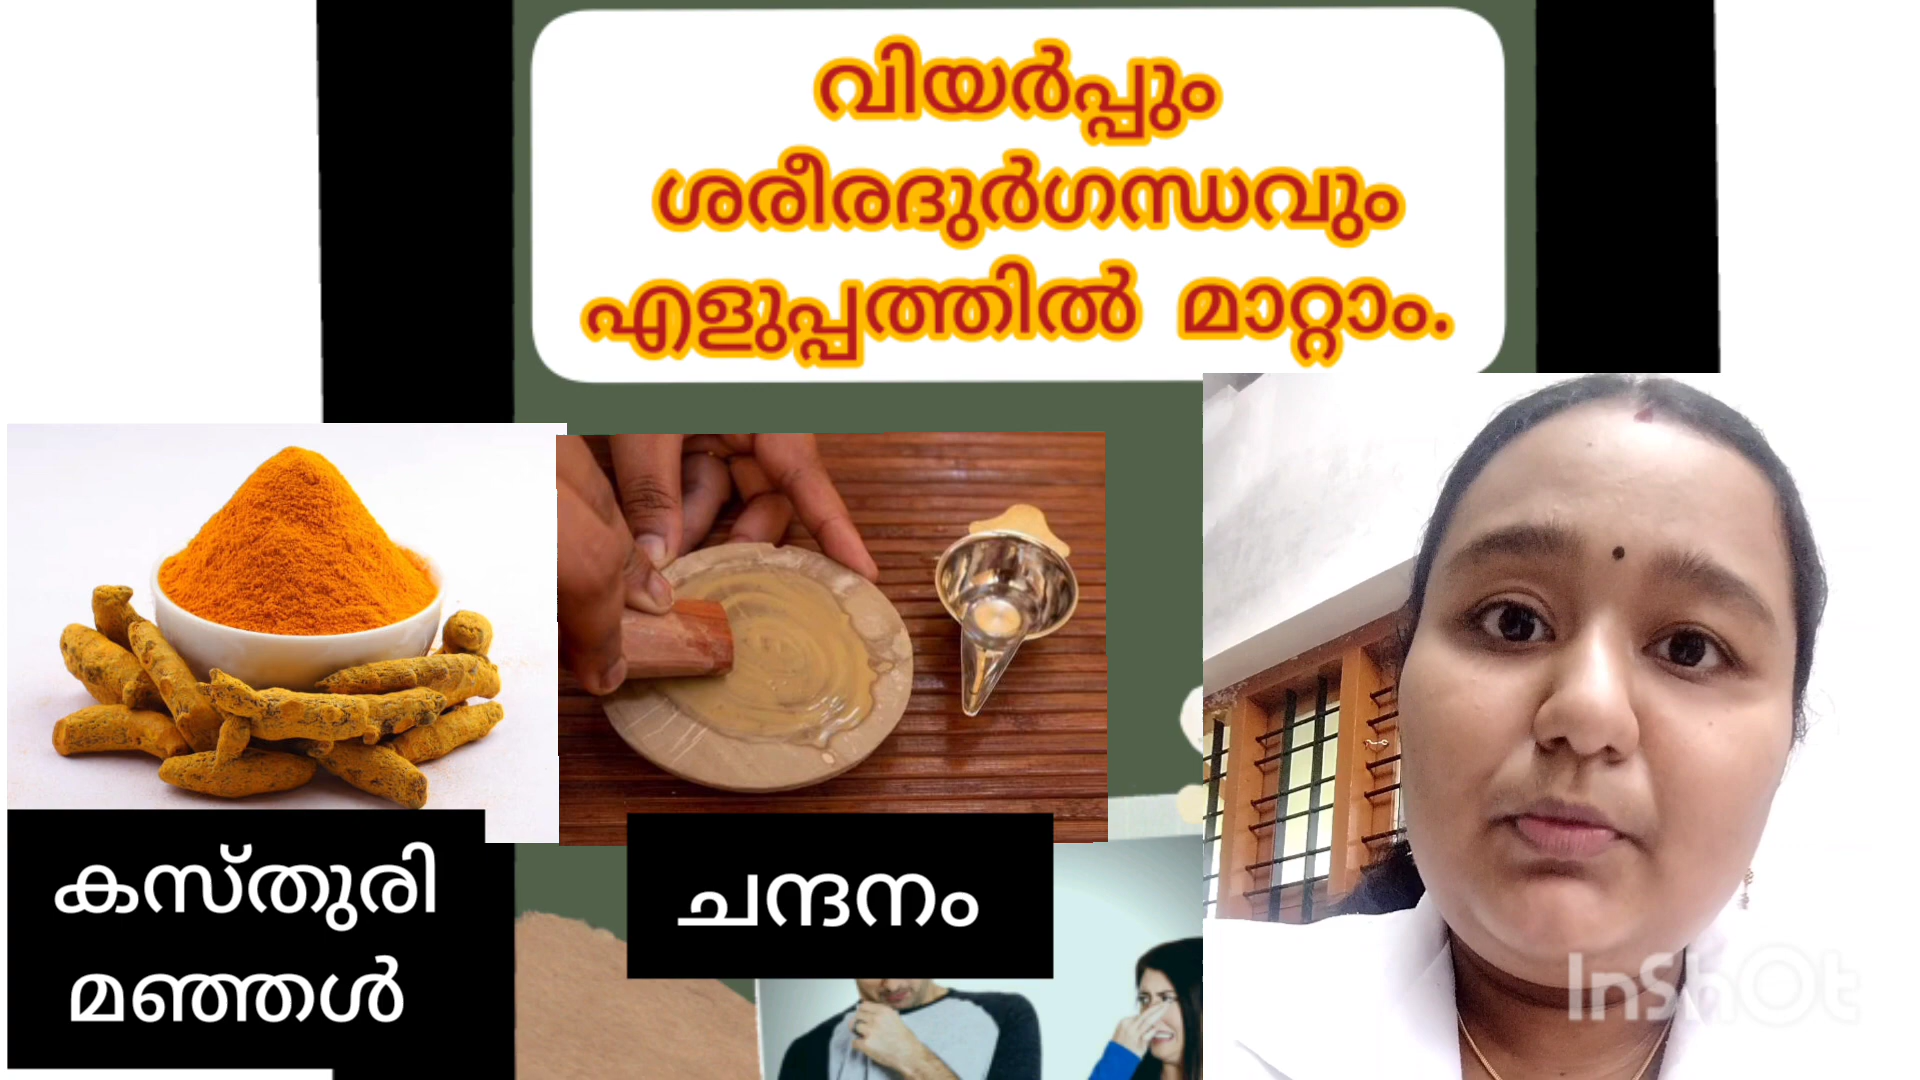 വിയർപ്പും
ശരീരദുർഗന്ധവും
എളുപ്പത്തിൽ മാറ്റാം.
കസ്തുരി
മഞ്ഞൾ
ചന്ദനം
InShOt